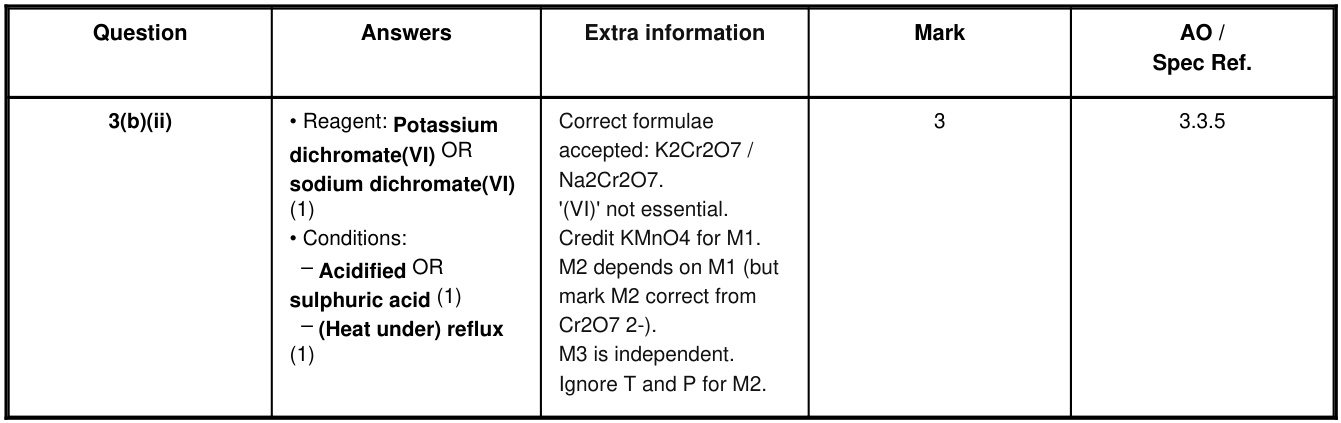 Question Answers Extra information Mark AO /
Spec Ref.
3(b)(ii)
• Reagent: Potassium
dichromate(VI) OR
sodium dichromate(VI)
(1)
• Conditions:
– Acidified OR
sulphuric acid (1)
– (Heat under) reflux
(1)
Correct formulae
accepted: K2Cr2O7 /
Na2Cr2O7.
'(VI)' not essential.
Credit KMnO4 for M1.
M2 depends on M1 (but
mark M2 correct from
Cr2O7 2-).
M3 is independent.
Ignore T and P for M2.
3
3.3.5